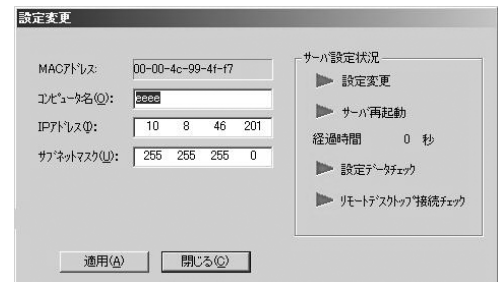 設定変更
MACｱﾄﾞﾚｽ: 00-00-4c-99-4f-f7
ｺﾝﾋﾟｭｰﾀ名(O): eeee
IPｱﾄﾞﾚｽ(I): 10 8 46 201
ｻﾌﾞﾈｯﾄﾏｽｸ(U): 255 255 255 0
適用(A) 閉じる(C)
サーバ設定状況
設定変更
サーバ再起動
経過時間 0 秒
設定ﾃﾞｰﾀﾁｪｯｸ
ﾘﾓｰﾄﾃﾞｽｸﾄｯﾌﾟ接続ﾁｪｯｸ